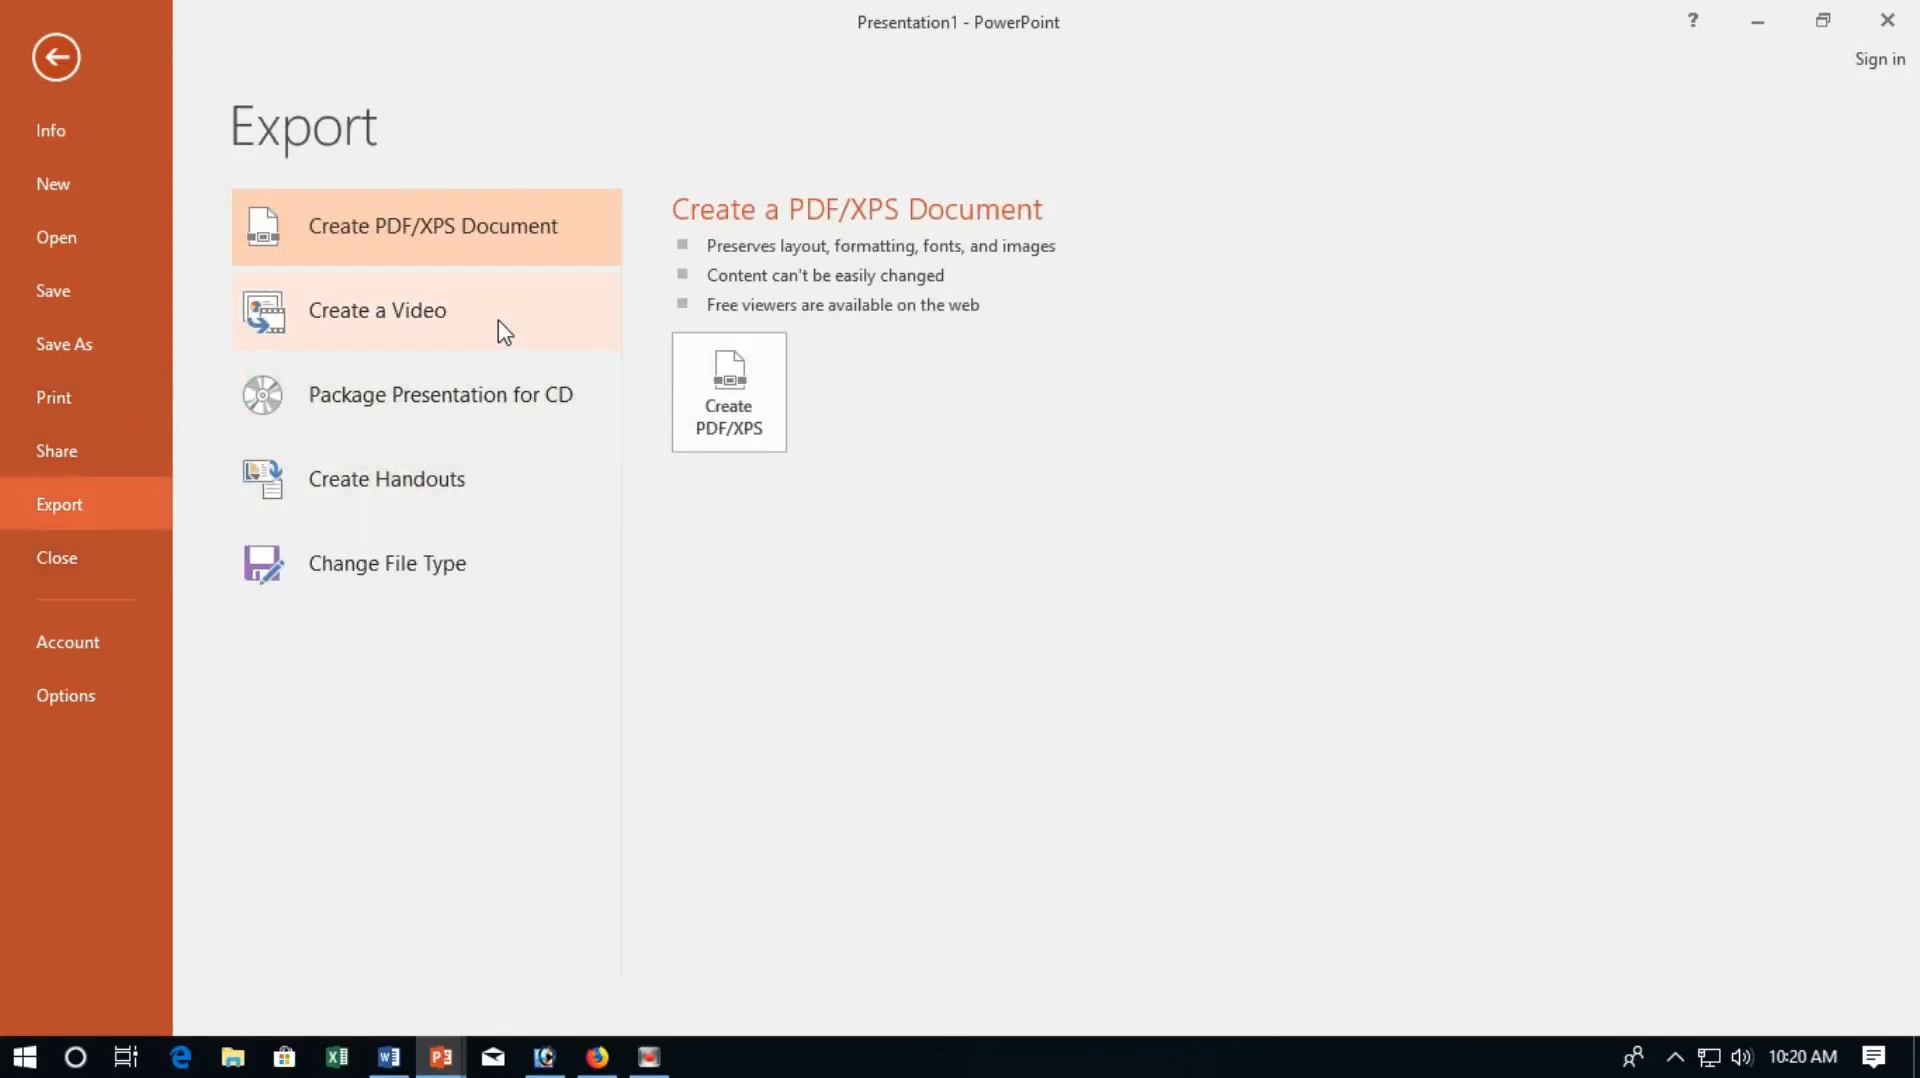 Presentation1 - PowerPoint
?
Sign in
Info
New
Open
Save
Save As
Print
Share
Export
Close
Account
Options
Export
Create PDF/XPS Document
Create a Video
Package Presentation for CD
Create Handouts
Change File Type
Create a PDF/XPS Document
Preserves layout, formatting, fonts, and images
Content can't be easily changed
Free viewers are available on the web
Create
PDF/XPS
10:20 AM